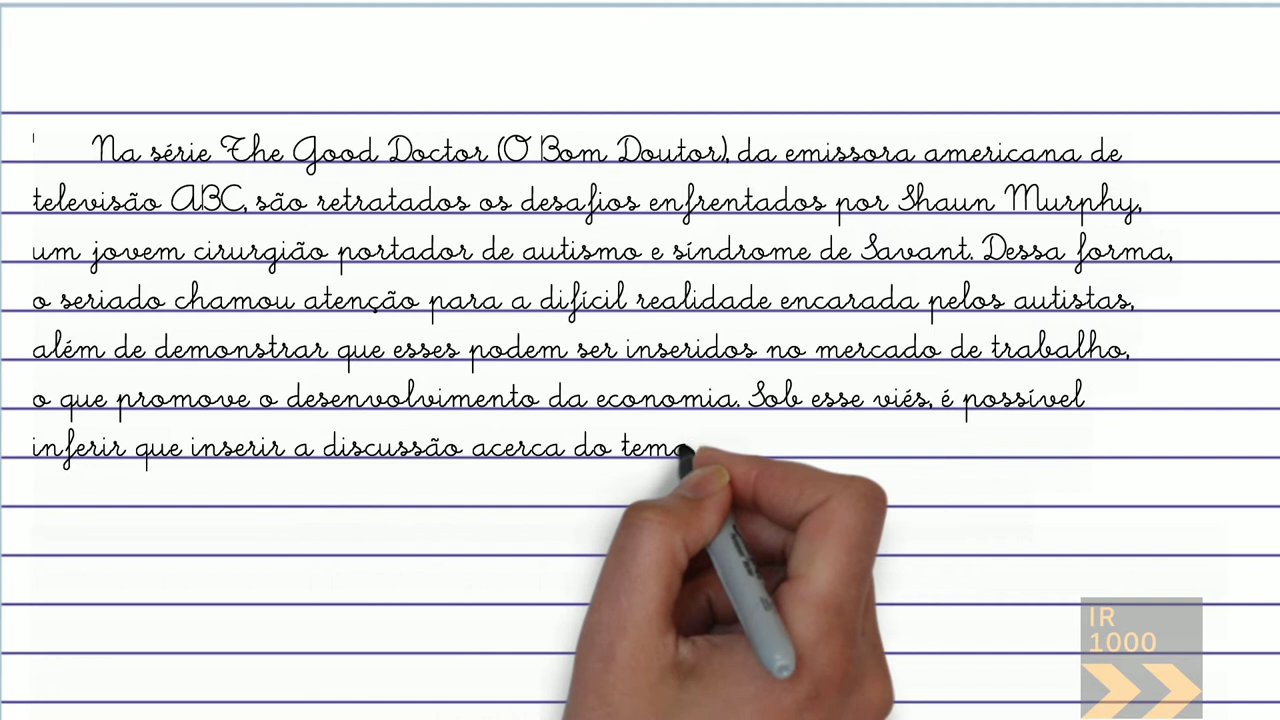 Na série The Good Doctor (O Bom Doutor), da emissora americana de
televisão ABC, são retratados os desafios enfrentados por Shaun Murphy,
um jovem cirurgião portador de autismo e síndrome de Savant. Dessa forma,
o seriado chamou atenção para a difícil realidade encarada pelos autistas,
além de demonstrar que esses podem ser inseridos no mercado de trabalho,
o que promove o desenvolvimento da economia. Sob esse viés, é possível
inferir que inserir a discussão acerca do tema
IR
1000